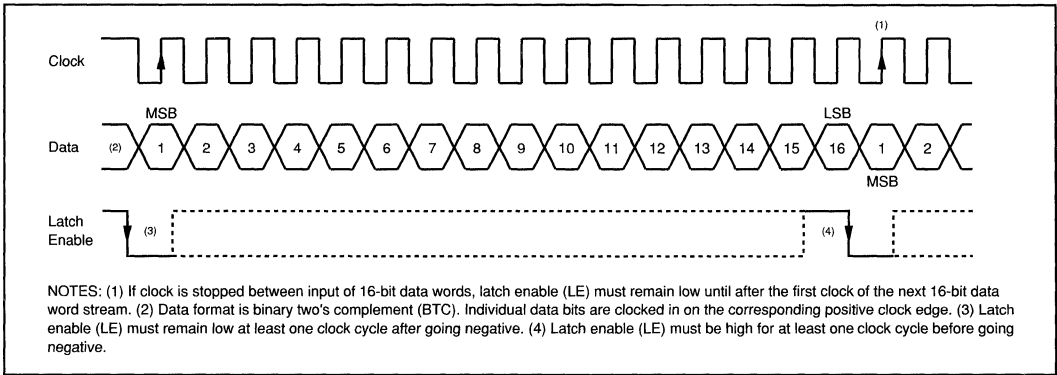 (1)
Clock
MSB
LSB
Data
(2) 1 2 3 4 5 6 7 8 9 10 11 12 13 14 15 16 1 2
MSB
Latch
Enable
(3)
(4)
NOTES: (1) If clock is stopped between input of 16-bit data words, latch enable (LE) must remain low until after the first clock of the next 16-bit data
word stream. (2) Data format is binary two's complement (BTC). Individual data bits are clocked in on the corresponding positive clock edge. (3) Latch
enable (LE) must remain low at least one clock cycle after going negative. (4) Latch enable (LE) must be high for at least one clock cycle before going
negative.